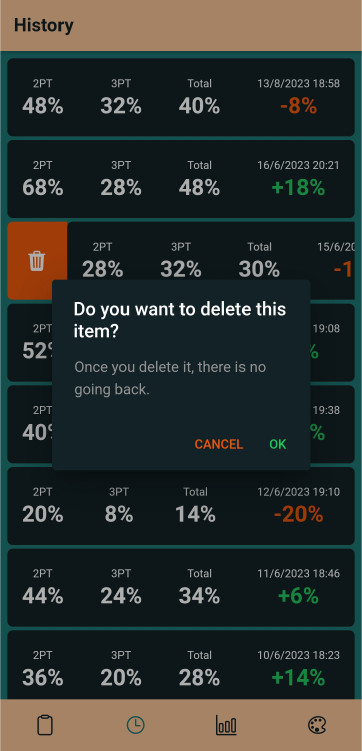 History
2PT 3PT Total 13/8/2023 18:58
48% 32% 40% -8%
2PT 3PT Total 16/6/2023 20:21
68% 28% 48% +18%
2PT 3PT Total 15/6/20
28% 32% 30% -1
Do you want to delete this
item?
2PT 19:08
52 %
Once you delete it, there is no
going back.
2PT 19:38
40 %
CANCEL OK
2PT 3PT Total 12/6/2023 19:10
20% 8% 14% -20%
2PT 3PT Total 11/6/2023 18:46
44% 24% 34% +6%
2PT 3PT Total 10/6/2023 18:23
36% 20% 28% +14%